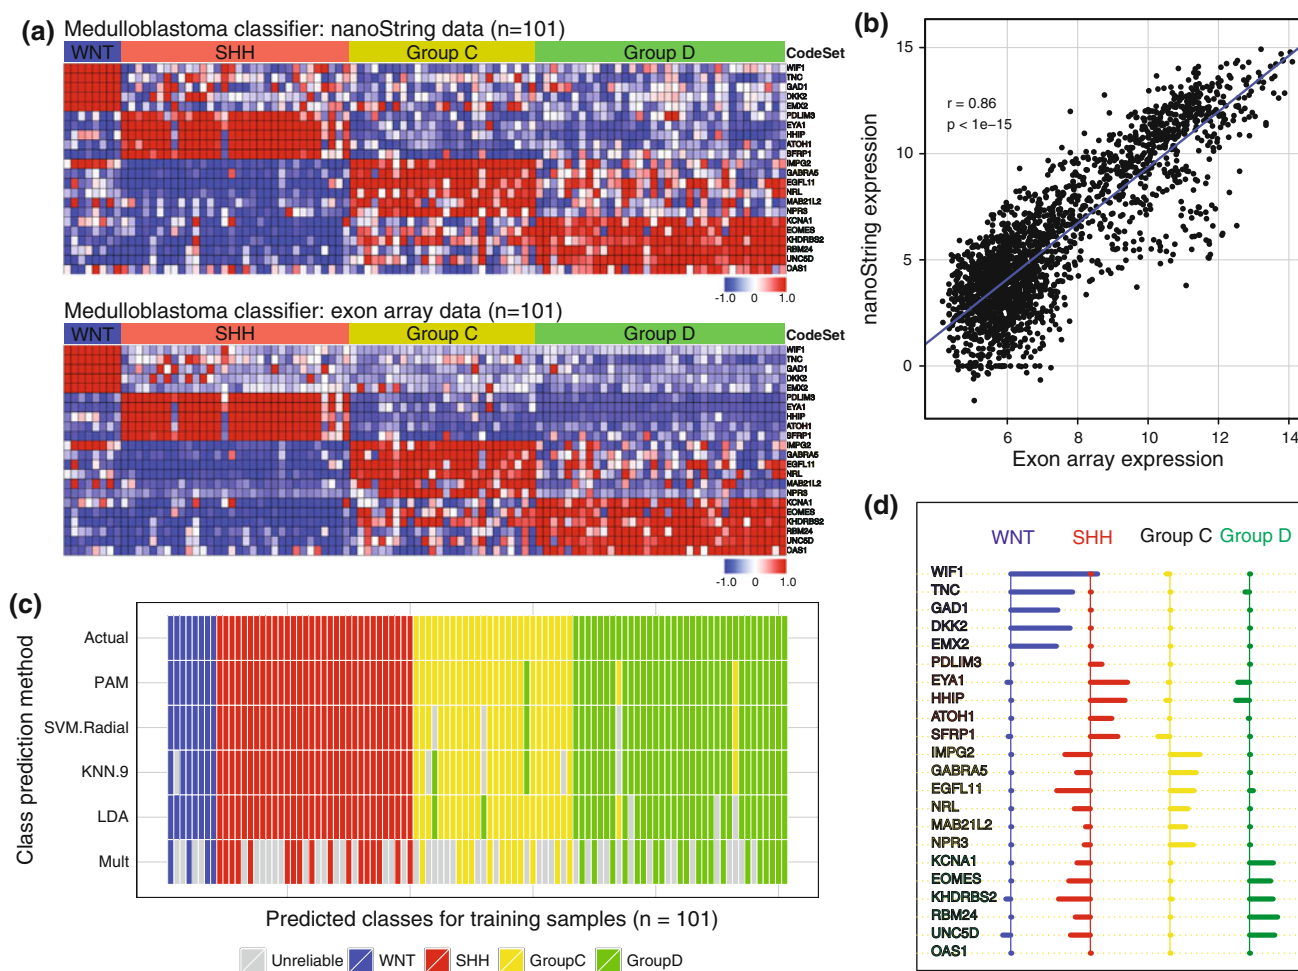 (a)
Medulloblastoma classifier: nanoString data (n=101)
WNT SHH Group C Group D CodeSet
WIF1
TNC
GAD1
DKK2
EMX2
PDLIM3
EYA1
HHIP
ATOH1
SFRP1
IMPG2
GABRA5
EGFL11
NRL
MAB21L2
NPR3
KCNA1
EOMES
KHDRBS2
RBM24
UNC5D
OAS1
-1.0 0.0 1.0
Medulloblastoma classifier: exon array data (n=101)
WNT SHH Group C Group D CodeSet
WIF1
TNC
GAD1
DKK2
EMX2
PDLIM3
EYA1
HHIP
ATOH1
SFRP1
IMPG2
GABRA5
EGFL11
NRL
MAB21L2
NPR3
KCNA1
EOMES
KHDRBS2
RBM24
UNC5D
OAS1
-1.0 0.0 1.0
(b)
nanoString expression
15
10
5
0
r = 0.86
p < 1e−15
6 8 10 12 14
Exon array expression
(c)
Class prediction method
Actual
PAM
SVM.Radial
KNN.9
LDA
Mult
Predicted classes for training samples (n = 101)
Unreliable WNT SHH GroupC GroupD
(d)
WNT SHH Group C Group D
WIF1
TNC
GAD1
DKK2
EMX2
PDLIM3
EYA1
HHIP
ATOH1
SFRP1
IMPG2
GABRA5
EGFL11
NRL
MAB21L2
NPR3
KCNA1
EOMES
KHDRBS2
RBM24
UNC5D
OAS1